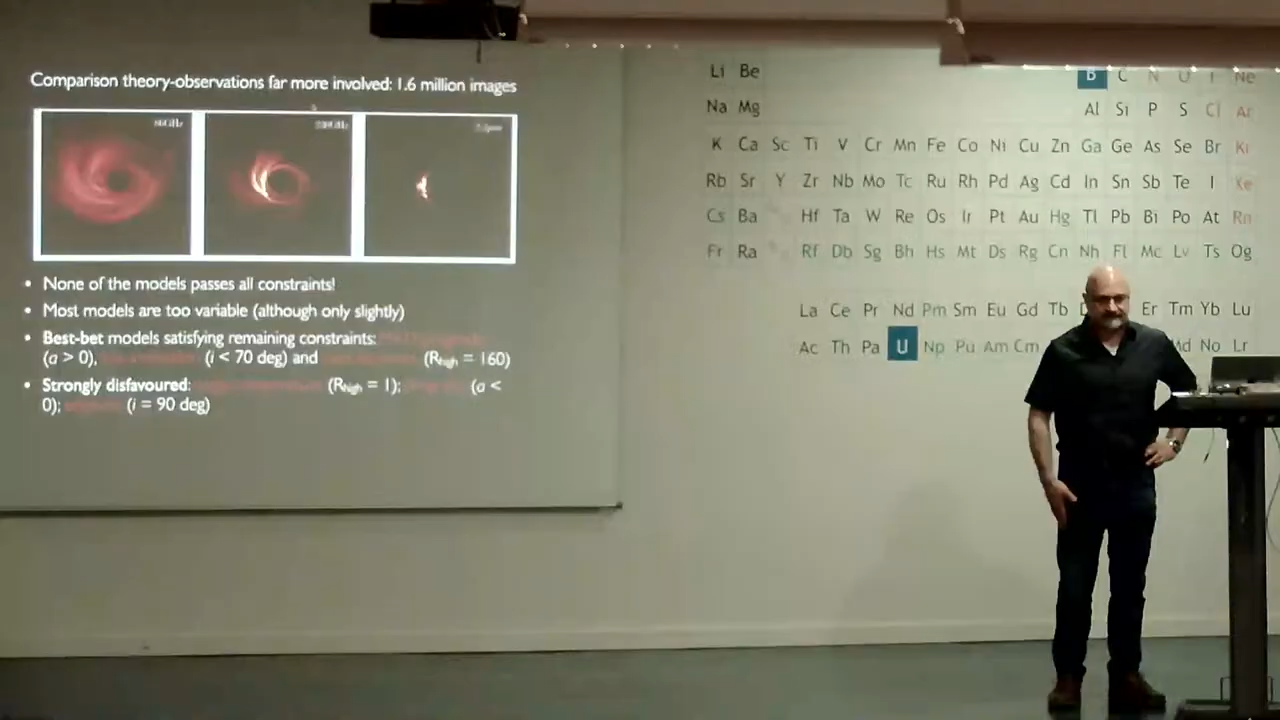 Comparison theory-observations far more involved: 1.6 million images
• None of the models passes all constraints!
• Most models are too variable (although only slightly)
• Best-bet models satisfying remaining constraints:
(a > 0), (i < 70 deg) and (Rhigh = 160)
• Strongly disfavoured: (Rhigh = 1); (a <
0); (i = 90 deg)
Li Be B C N Ne
Na Mg Al Si P S Cl Ar
K Ca Sc Ti V Cr Mn Fe Co Ni Cu Zn Ga Ge As Se Br Kr
Rb Sr Y Zr Nb Mo Tc Ru Rh Pd Ag Cd In Sn Sb Te I Xe
Cs Ba Hf Ta W Re Os Ir Pt Au Hg Tl Pb Bi Po At Rn
Fr Ra Rf Db Sg Bh Hs Mt Ds Rg Cn Nh Fl Mc Lv Ts Og
La Ce Pr Nd Pm Sm Eu Gd Tb Er Tm Yb Lu
Ac Th Pa U Np Pu Am Cm Md No Lr